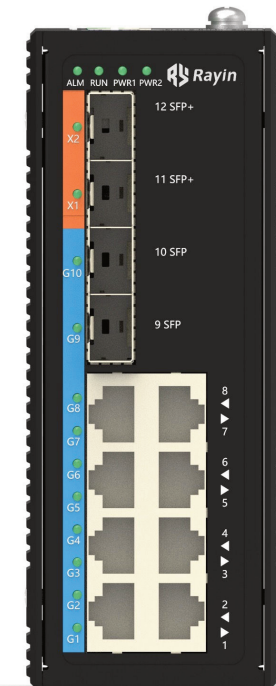 Rayin
ALM RUN PWR1 PWR2
12 SFP+
X2
11 SFP+
X1
10 SFP
G10
9 SFP
G9
8
G8
7
G7
6
G6
5
G5
4
G4
3
G3
2
G2
1
G1